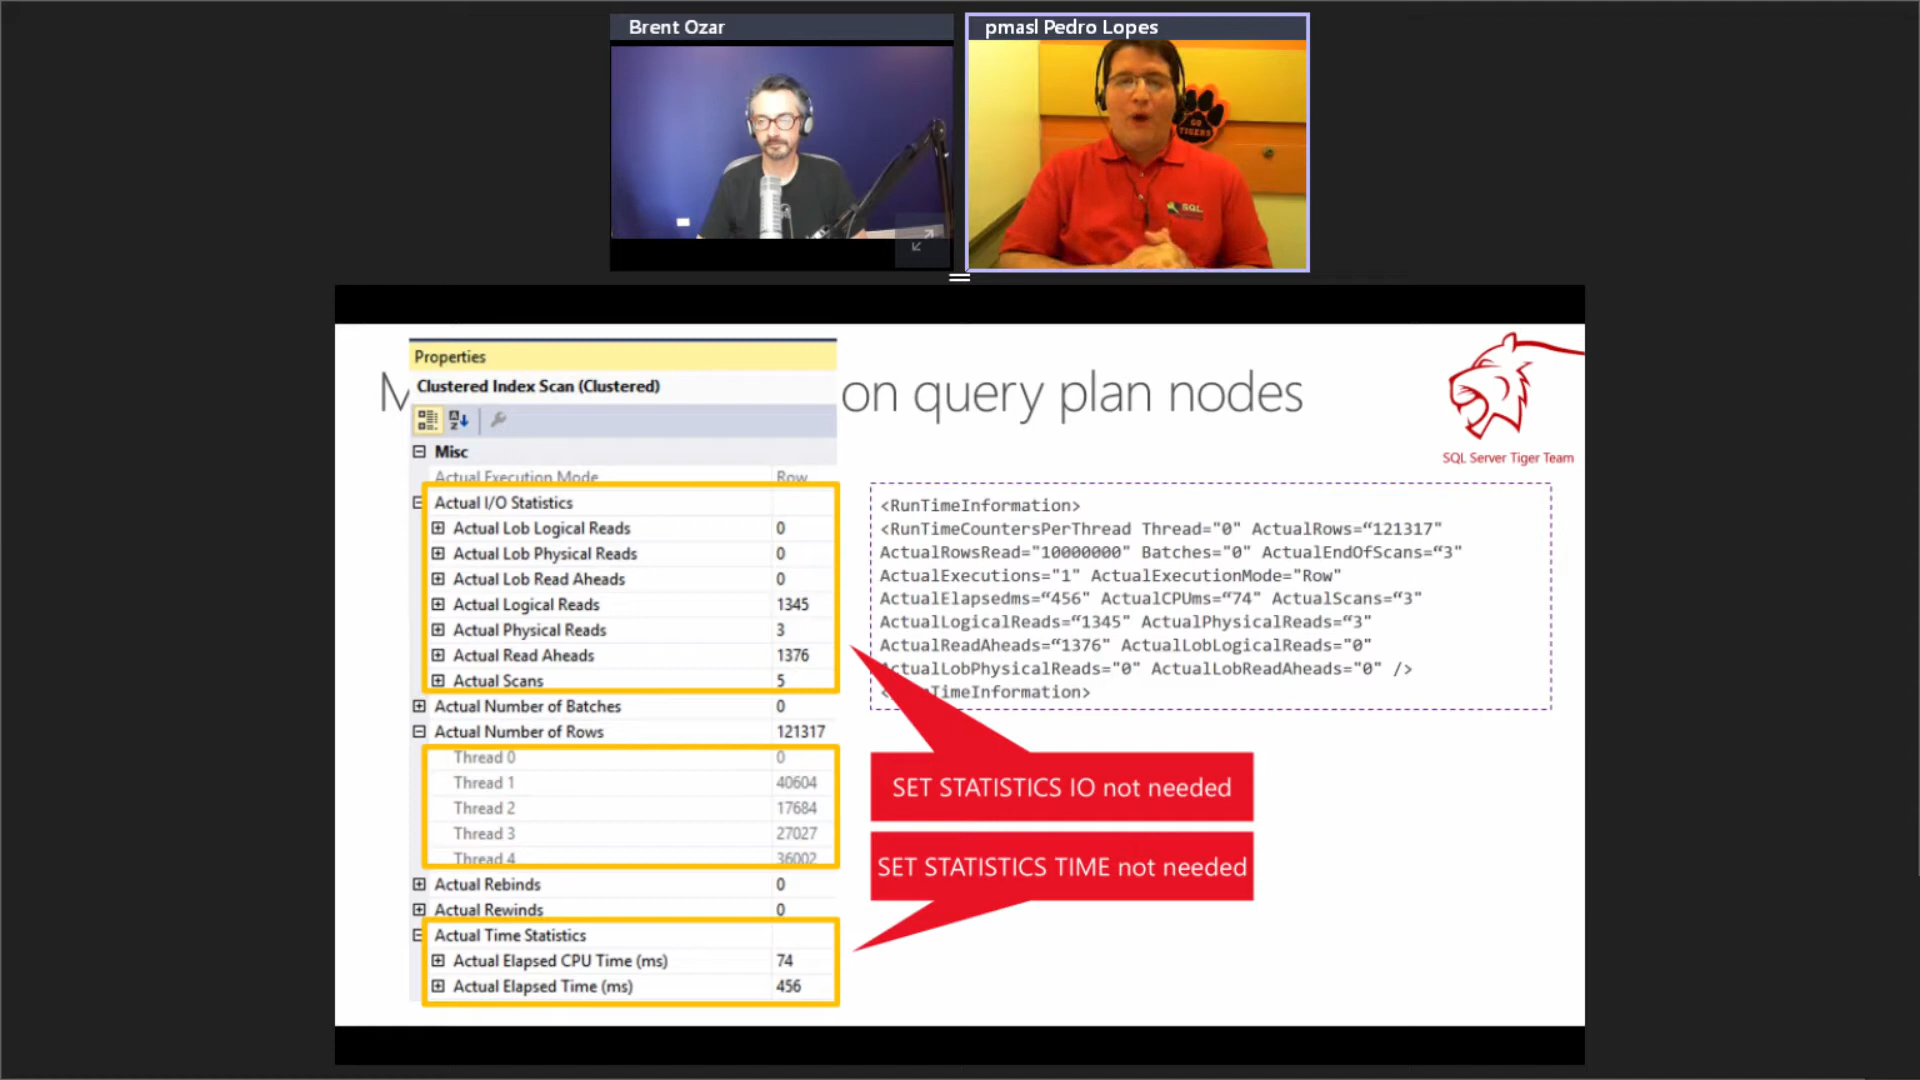 Brent Ozar
pmasl Pedro Lopes
GO
TIGERS
SQL
Properties
Clustered Index Scan (Clustered)
M on query plan nodes
SQL Server Tiger Team
Misc
Actual Execution Mode Row
Actual I/O Statistics
Actual Lob Logical Reads 0
Actual Lob Physical Reads 0
Actual Lob Read Aheads 0
Actual Logical Reads 1345
Actual Physical Reads 3
Actual Read Aheads 1376
Actual Scans 5
Actual Number of Batches 0
Actual Number of Rows 121317
Thread 0 0
Thread 1 40604
Thread 2 17684
Thread 3 27027
Thread 4 36002
Actual Rebinds 0
Actual Rewinds 0
Actual Time Statistics
Actual Elapsed CPU Time (ms) 74
Actual Elapsed Time (ms) 456
<RunTimeInformation>
<RunTimeCountersPerThread Thread="0" ActualRows=“121317"
ActualRowsRead="10000000" Batches="0" ActualEndOfScans=“3"
ActualExecutions="1" ActualExecutionMode="Row"
ActualElapsedms=“456" ActualCPUms=“74" ActualScans=“3"
ActualLogicalReads=“1345" ActualPhysicalReads=“3"
ActualReadAheads=“1376" ActualLobLogicalReads="0"
ActualLobPhysicalReads="0" ActualLobReadAheads="0" />
TimeInformation>
SET STATISTICS IO not needed
SET STATISTICS TIME not needed